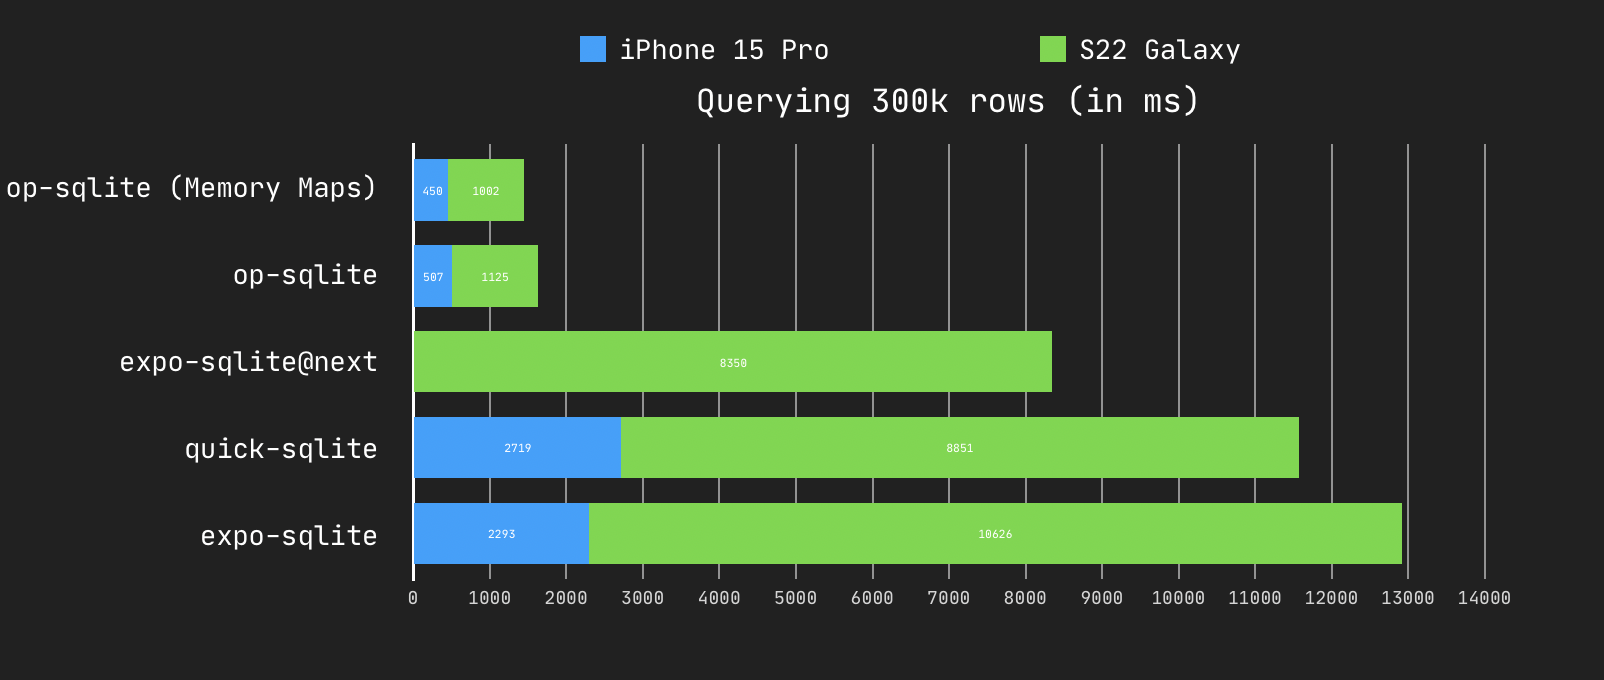 iPhone 15 Pro
S22 Galaxy
Querying 300k rows (in ms)
op-sqlite (Memory Maps)
450
1002
op-sqlite
507
1125
expo-sqlite@next
8350
quick-sqlite
2719
8851
expo-sqlite
2293
10626
0 1000 2000 3000 4000 5000 6000 7000 8000 9000 10000 11000 12000 13000 14000